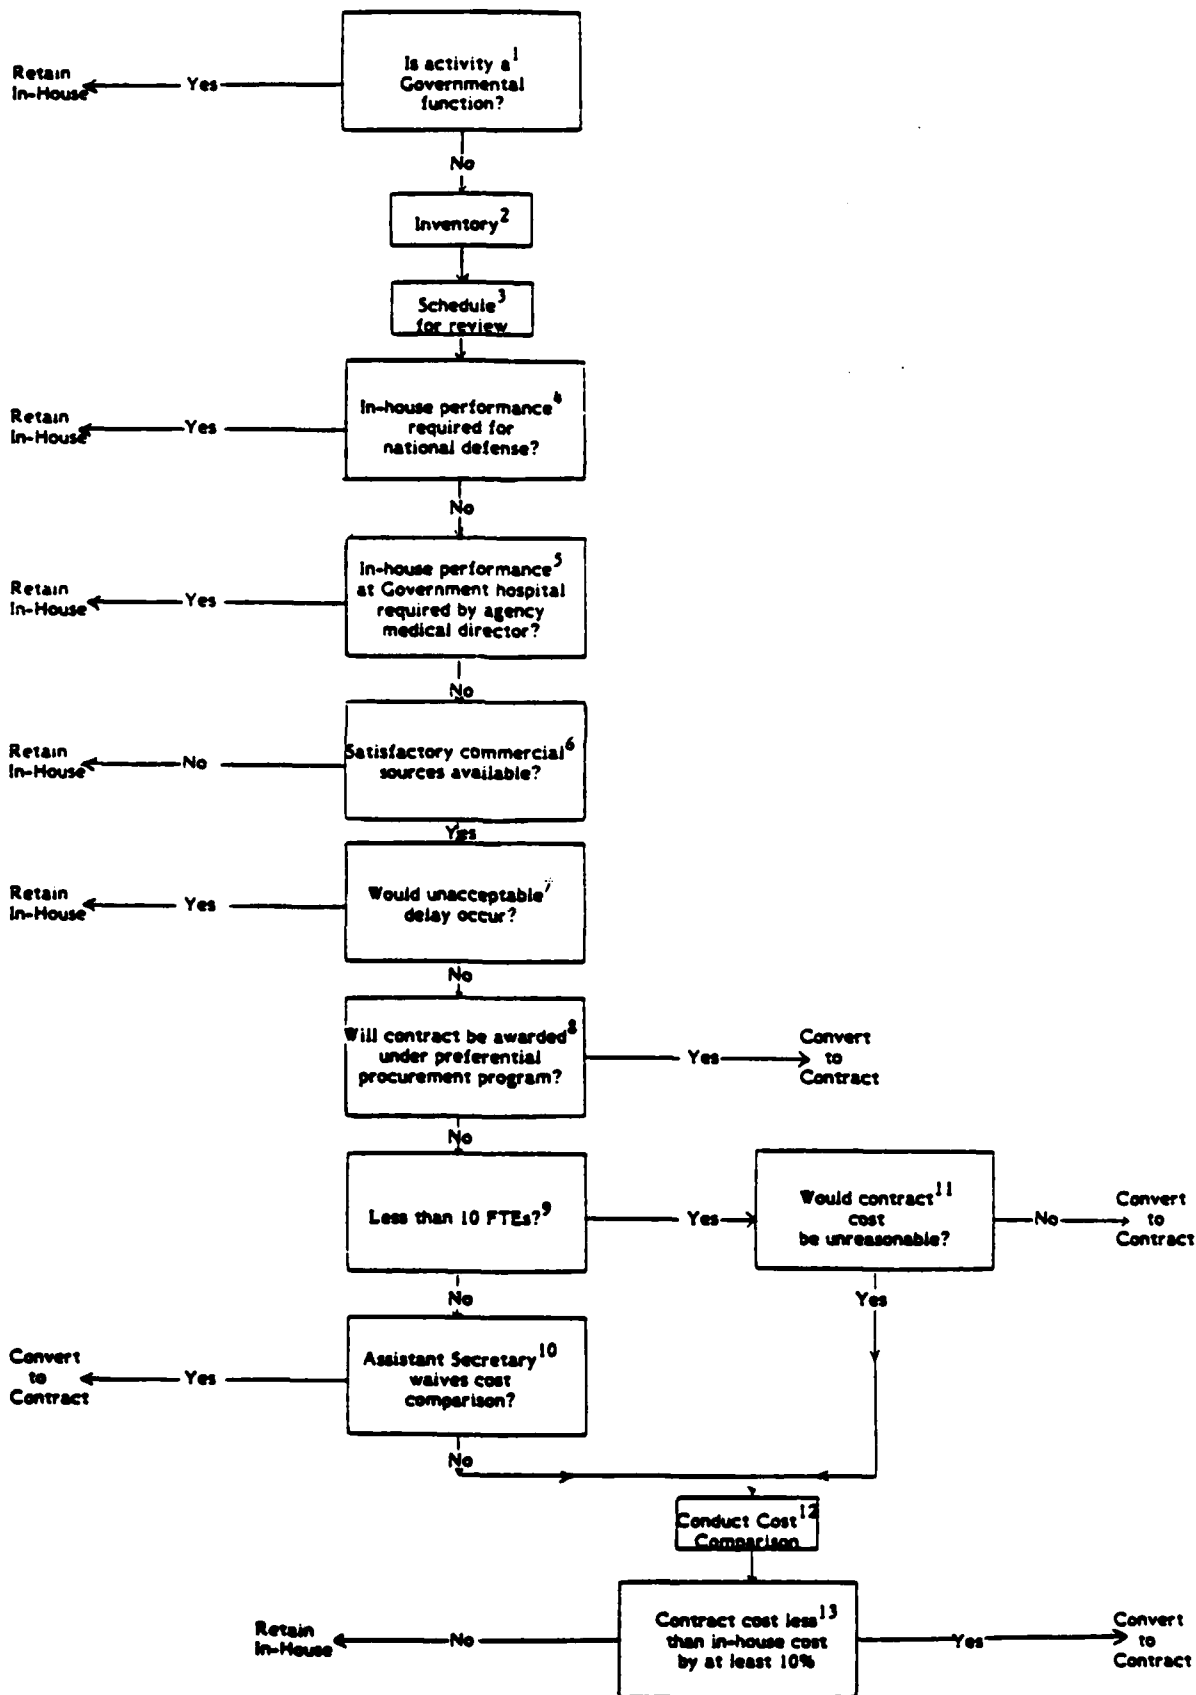 Is activity a¹
Governmental
function?
Yes
Retain
In-House
No
Inventory²
Schedule³
for review
In-house performance⁴
required for
national defense?
Yes
Retain
In-House
No
In-house performance⁵
at Government hospital
required by agency
medical director?
Yes
Retain
In-House
No
Satisfactory commercial⁶
sources available?
No
Retain
In-House
Yes
Would unacceptable⁷
delay occur?
Yes
Retain
In-House
No
Will contract be awarded⁸
under preferential
procurement program?
Yes
Convert
to
Contract
No
Less than 10 FTEs?⁹
Yes
Would contract¹¹
cost
be unreasonable?
No
Convert
to
Contract
No
Yes
Assistant Secretary¹⁰
waives cost
comparison?
Yes
Convert
to
Contract
No
Conduct Cost¹²
Comparison
Contract cost less¹³
than in-house cost
by at least 10%
No
Retain
In-House
Yes
Convert
to
Contract